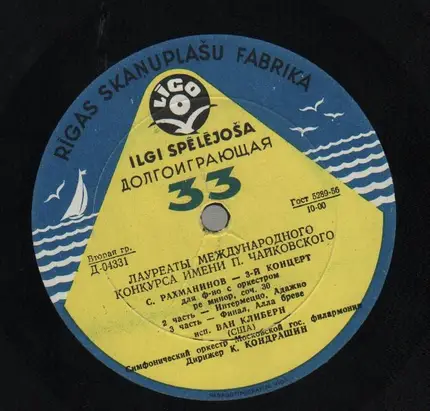 RĪGAS SKAŅUPLAŠU FABRIKA
LĪGO
ILGI SPĒLĒJOŠA
ДОЛГОИГРАЮЩАЯ
33
Вторая гр.
Д-04331
Гост 5289-56
10-00
ЛАУРЕАТЫ МЕЖДУНАРОДНОГО
КОНКУРСА ИМЕНИ П. ЧАЙКОВСКОГО
С. РАХМАНИНОВ — 3-Й КОНЦЕРТ
для ф-но с оркестром
ре минор, соч. 30
2 часть — Интермеццо, Адажио
3 часть — Финал, Алла бреве
исп. ВАН КЛИБЕРН
(США)
Симфонический оркестр Московской гос. филармонии
Дирижер К. КОНДРАШИН